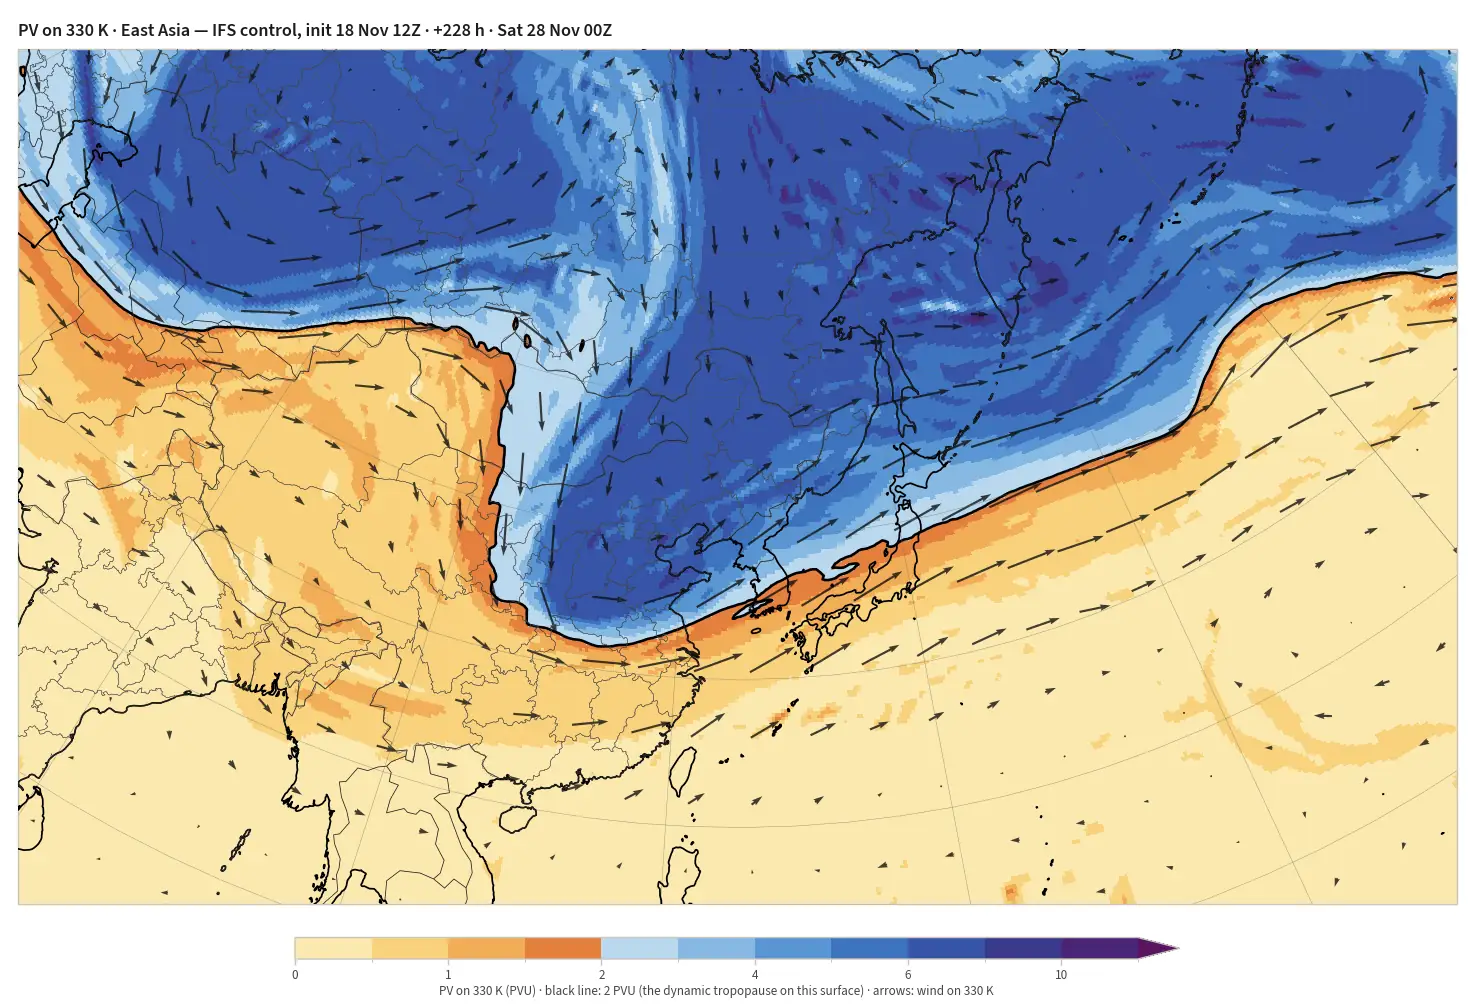 PV on 330 K · East Asia — IFS control, init 18 Nov 12Z · +228 h · Sat 28 Nov 00Z
0 1 2 4 6 10
PV on 330 K (PVU) · black line: 2 PVU (the dynamic tropopause on this surface) · arrows: wind on 330 K